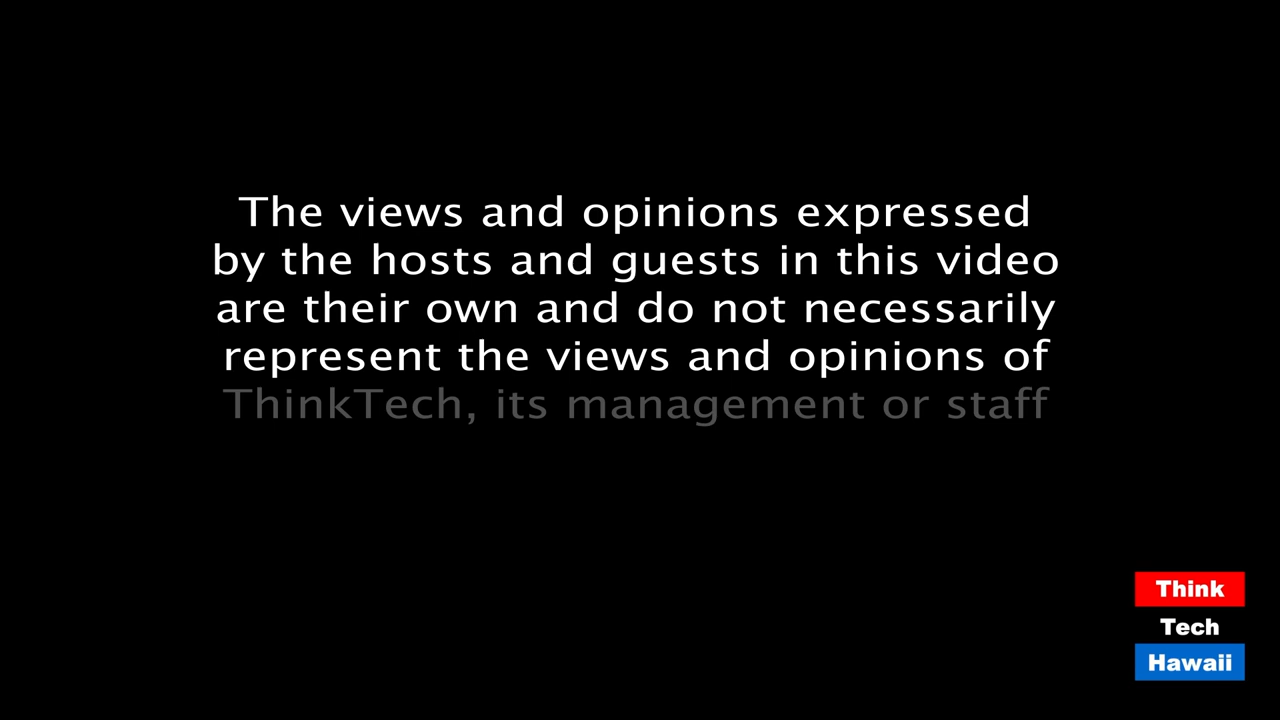 The views and opinions expressed
by the hosts and guests in this video
are their own and do not necessarily
represent the views and opinions of
ThinkTech, its management or staff
Think
Tech
Hawaii